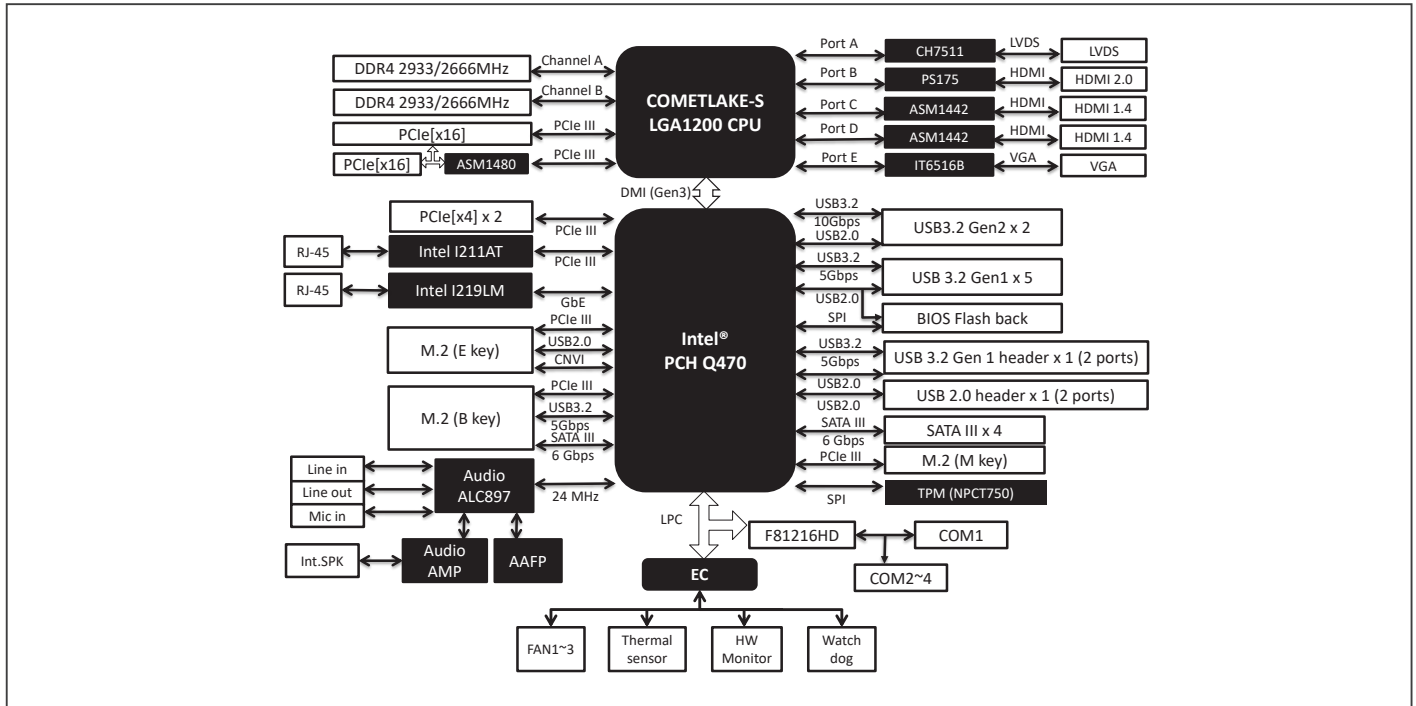 DDR4 2933/2666MHz
Channel A
DDR4 2933/2666MHz
Channel B
PCIe[x16]
PCIe III
PCIe[x16]
ASM1480
PCIe III
COMETLAKE-S
LGA1200 CPU
Port A
CH7511
LVDS
LVDS
Port B
PS175
HDMI
HDMI 2.0
Port C
ASM1442
HDMI
HDMI 1.4
Port D
ASM1442
HDMI
HDMI 1.4
Port E
IT6516B
VGA
VGA
DMI (Gen3)
PCIe[x4] x 2
PCIe III
RJ-45
Intel I211AT
PCIe III
RJ-45
Intel I219LM
GbE
M.2 (E key)
PCIe III
USB2.0
CNVI
M.2 (B key)
PCIe III
USB3.2
5Gbps
SATA III
6 Gbps
Line in
Line out
Mic in
Audio
ALC897
24 MHz
Int.SPK
Audio
AMP
AAFP
Intel®
PCH Q470
USB3.2
10Gbps
USB2.0
USB3.2 Gen2 x 2
USB3.2
5Gbps
USB2.0
USB 3.2 Gen1 x 5
SPI
BIOS Flash back
USB3.2
5Gbps
USB 3.2 Gen 1 header x 1 (2 ports)
USB2.0
USB 2.0 header x 1 (2 ports)
USB2.0
SATA III
6 Gbps
SATA III x 4
PCIe III
M.2 (M key)
SPI
TPM (NPCT750)
LPC
F81216HD
COM1
COM2~4
EC
FAN1~3
Thermal
sensor
HW
Monitor
Watch
dog